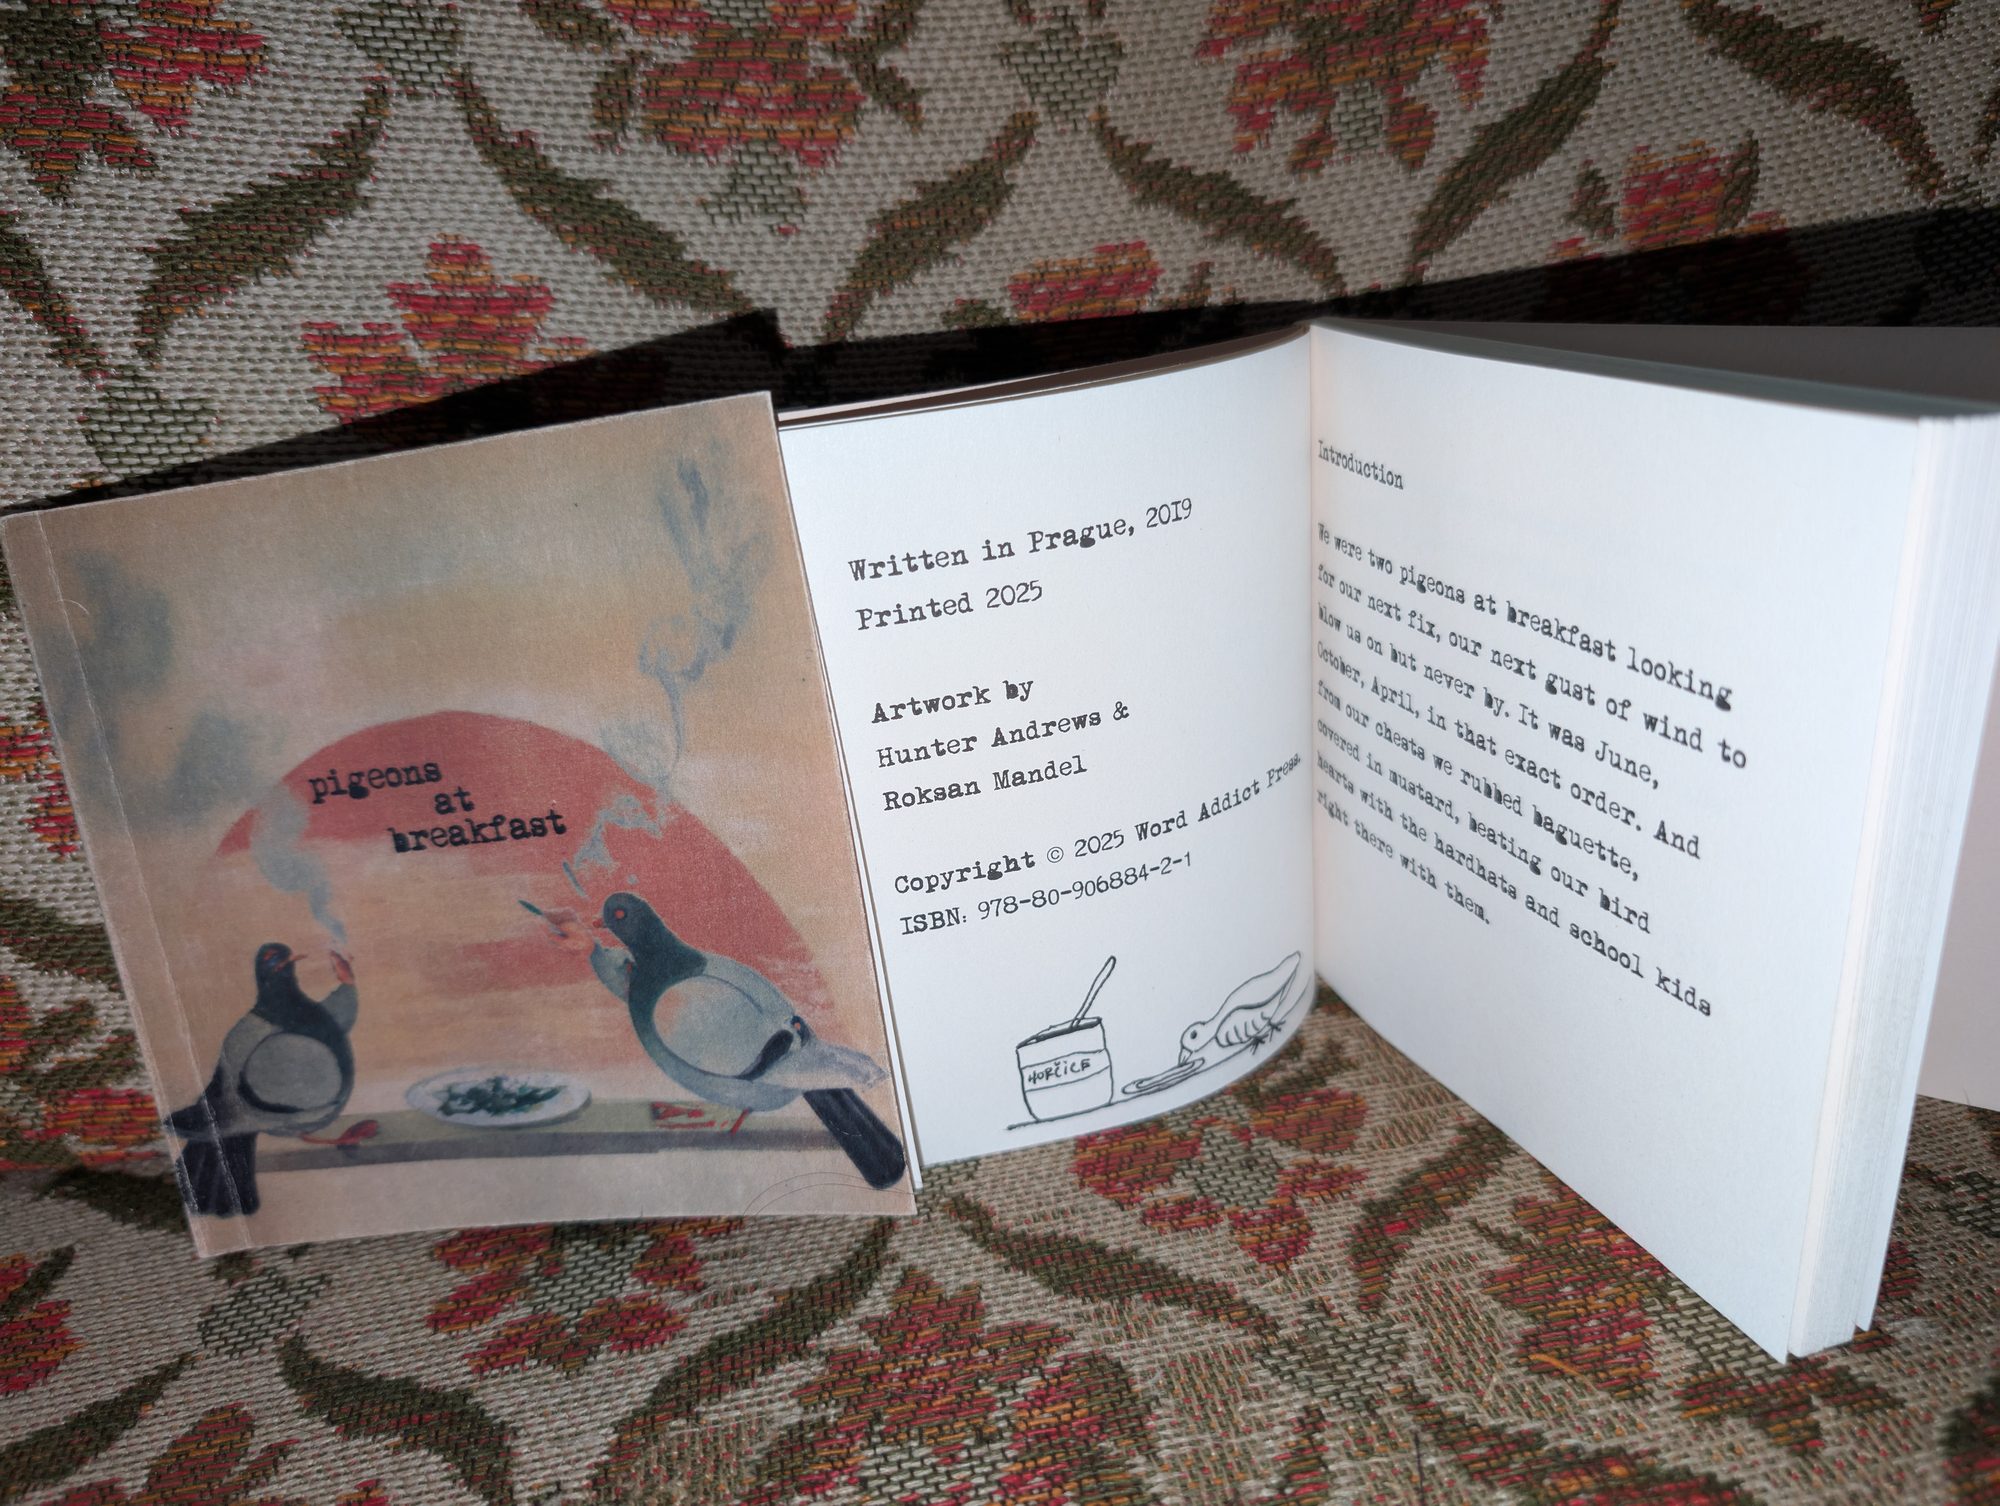 pigeons
at
breakfast
Written in Prague, 2019
Printed 2025
Artwork by
Hunter Andrews &
Roksan Mandel
Copyright © 2025 Word Addict Press.
ISBN: 978-80-906884-2-1
HORČICE
Introduction
We were two pigeons at breakfast looking
for our next fix, our next gust of wind to
blow us on but never by. It was June,
October, April, in that exact order. And
from our chests we rubbed baguette,
covered in mustard, beating our bird
hearts with the hardhats and school kids
right there with them.